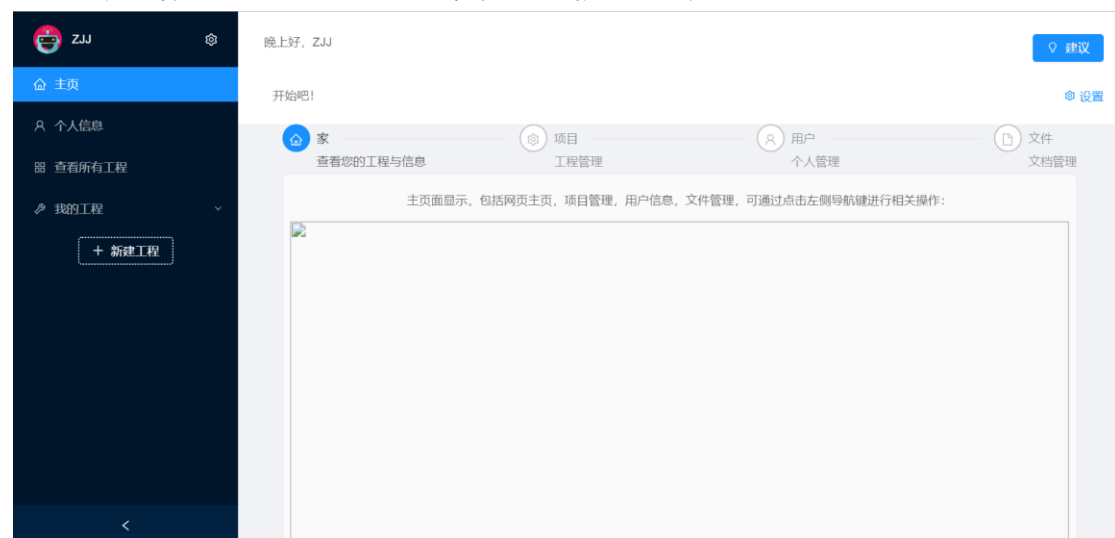 ZJJ
主页
个人信息
查看所有工程
我的工程
+ 新建工程
晚上好，ZJJ
建议
开始吧！
设置
家
查看您的工程与信息
项目
工程管理
用户
个人管理
文件
文档管理
主页面显示，包括网页主页，项目管理，用户信息，文件管理，可通过点击左侧导航键进行相关操作：